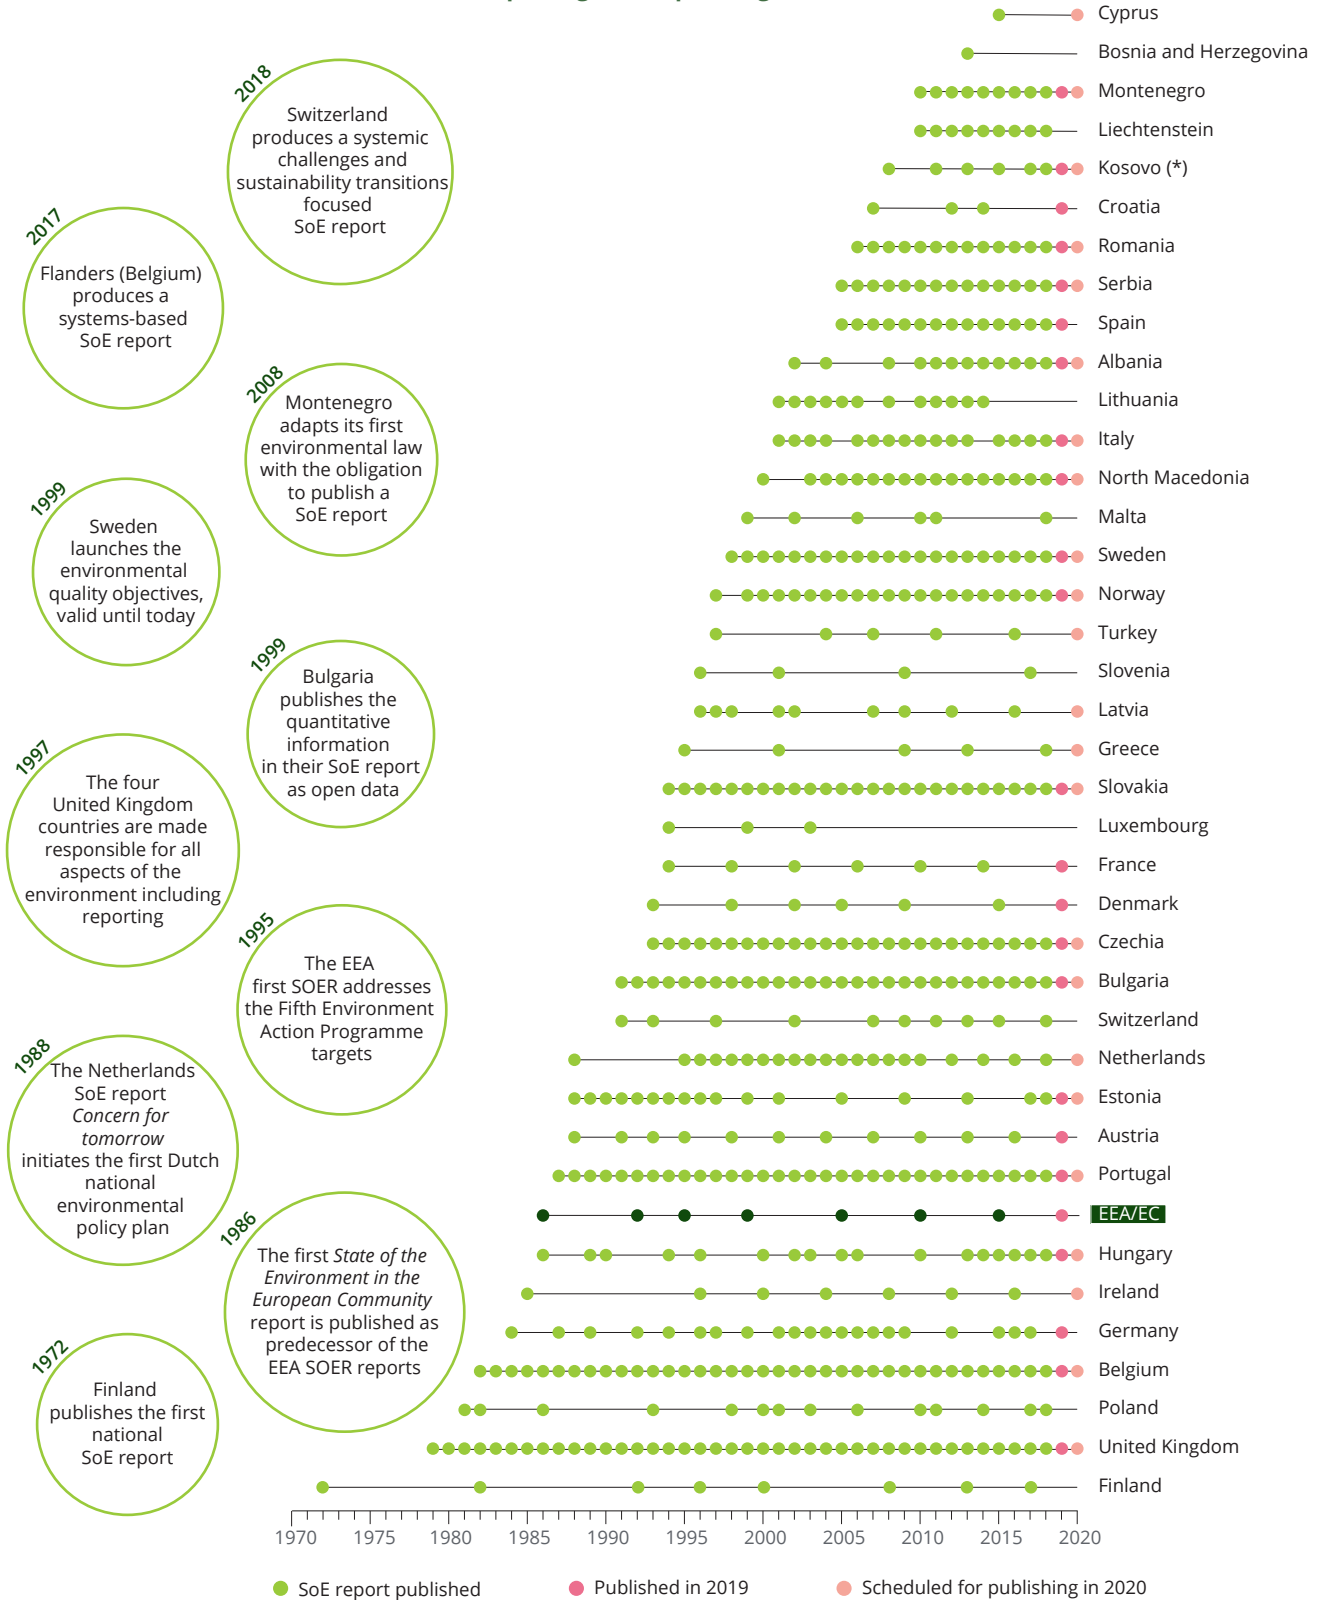 Cyprus
Bosnia and Herzegovina
Montenegro
Liechtenstein
Kosovo (*)
Croatia
Romania
Serbia
Spain
Albania
Lithuania
Italy
North Macedonia
Malta
Sweden
Norway
Turkey
Slovenia
Latvia
Greece
Slovakia
Luxembourg
France
Denmark
Czechia
Bulgaria
Switzerland
Netherlands
Estonia
Austria
Portugal
EEA/EC
Hungary
Ireland
Germany
Belgium
Poland
United Kingdom
Finland
2018
Switzerland
produces a systemic
challenges and
sustainability transitions
focused
SoE report
2017
Flanders (Belgium)
produces a
systems-based
SoE report
2008
Montenegro
adapts its first
environmental law
with the obligation
to publish a
SoE report
1999
Sweden
launches the
environmental
quality objectives,
valid until today
1999
Bulgaria
publishes the
quantitative
information
in their SoE report
as open data
1997
The four
United Kingdom
countries are made
responsible for all
aspects of the
environment including
reporting
1995
The EEA
first SOER addresses
the Fifth Environment
Action Programme
targets
1988
The Netherlands
SoE report
Concern for
tomorrow
initiates the first Dutch
national
environmental
policy plan
1986
The first State of the
Environment in the
European Community
report is published as
predecessor of the
EEA SOER reports
1972
Finland
publishes the first
national
SoE report
1970 1975 1980 1985 1990 1995 2000 2005 2010 2015 2020
SoE report published
Published in 2019
Scheduled for publishing in 2020